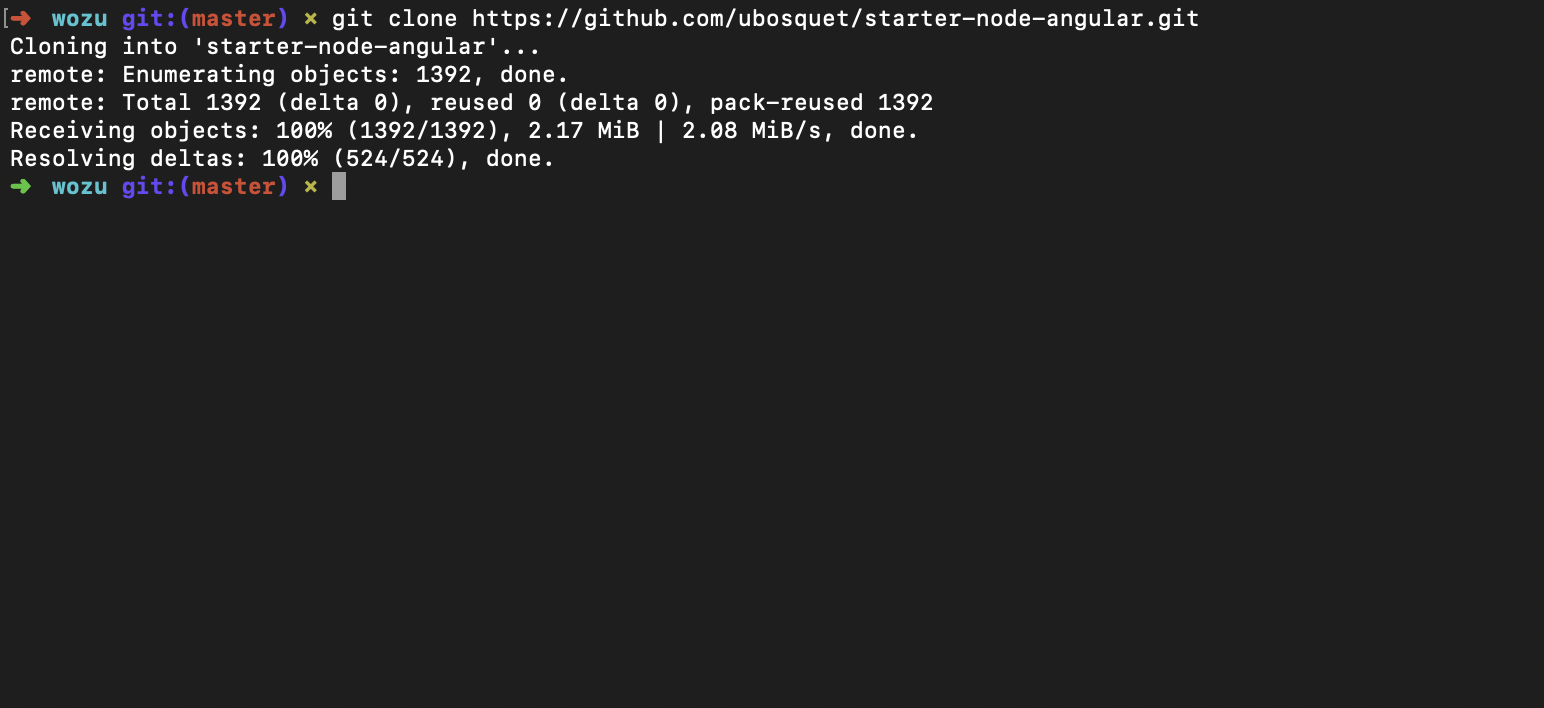 [➜  wozu git:(master) ✗ git clone https://github.com/ubosquet/starter-node-angular.git
Cloning into 'starter-node-angular'...
remote: Enumerating objects: 1392, done.
remote: Total 1392 (delta 0), reused 0 (delta 0), pack-reused 1392
Receiving objects: 100% (1392/1392), 2.17 MiB | 2.08 MiB/s, done.
Resolving deltas: 100% (524/524), done.
➜  wozu git:(master) ✗